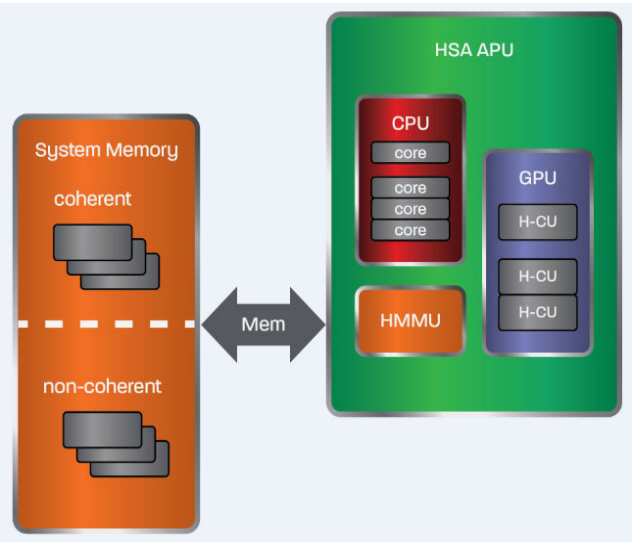 HSA APU
CPU
core
core
core
core
GPU
H-CU
H-CU
H-CU
HMMU
System Memory
coherent
non-coherent
Mem